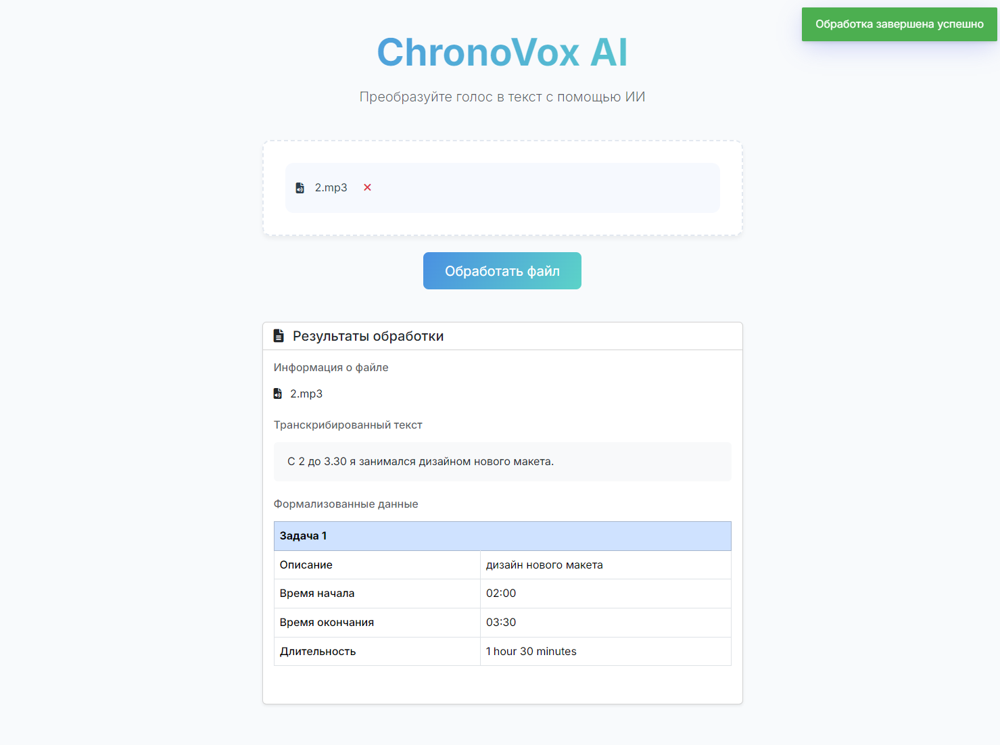 Обработка завершена успешно
ChronoVox AI
Преобразуйте голос в текст с помощью ИИ
2.mp3
Обработать файл
Результаты обработки
Информация о файле
2.mp3
Транскрибированный текст
С 2 до 3.30 я занимался дизайном нового макета.
Формализованные данные
Задача 1
Описание дизайн нового макета
Время начала 02:00
Время окончания 03:30
Длительность 1 hour 30 minutes